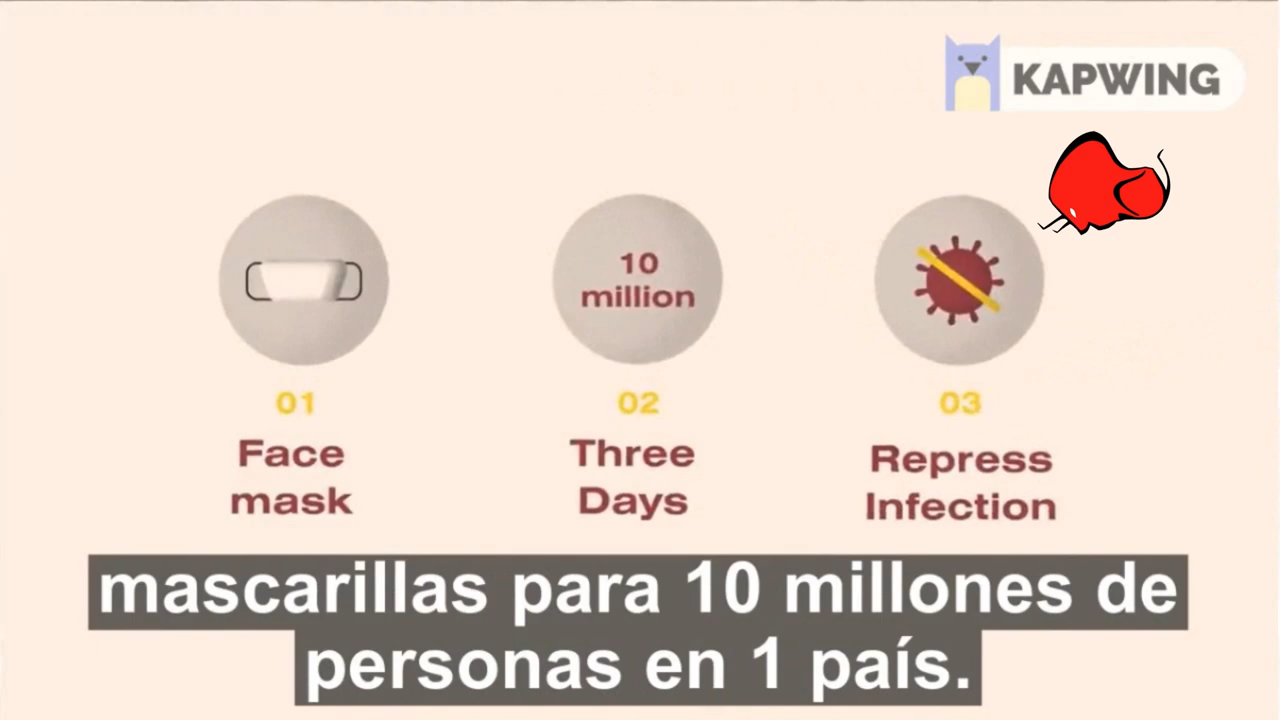 KAPWING
10
million
01
02
03
Face
mask
Three
Days
Repress
Infection
mascarillas para 10 millones de
personas en 1 país.